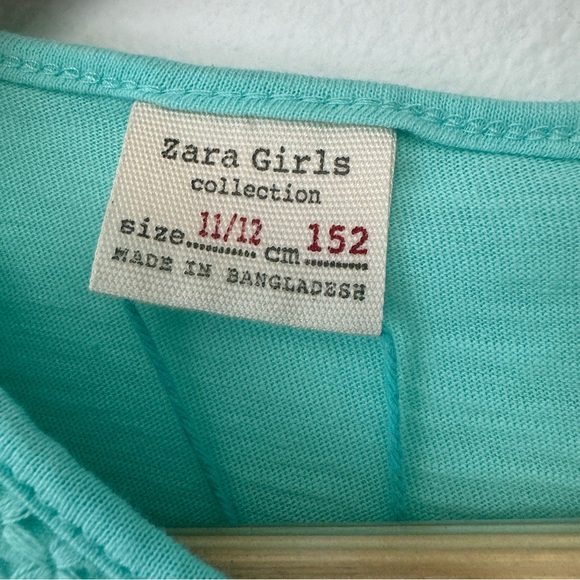 Zara Girls
collection
size..11/12 cm 152
MADE IN BANGLADESH